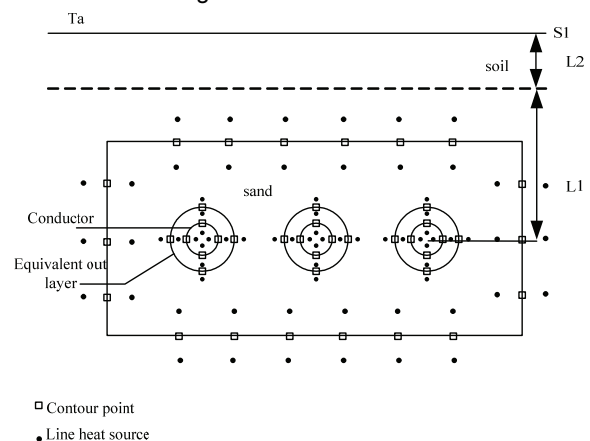 Ta
S1
soil
L2
sand
L1
Conductor
Equivalent out
layer
Contour point
Line heat source